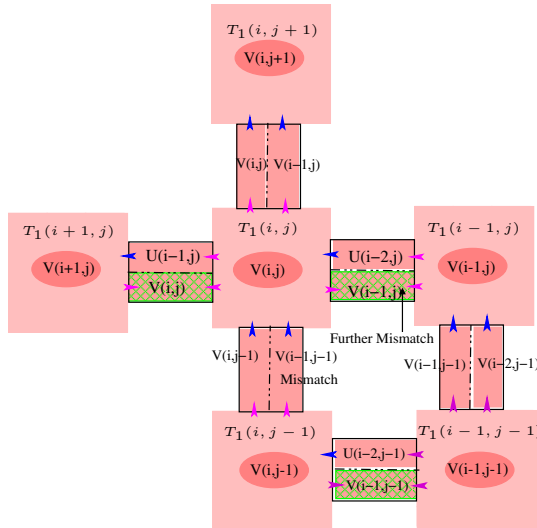 T₁(i, j + 1)
V(i,j+1)
V(i,j)
V(i−1,j)
T₁(i + 1, j)
T₁(i, j)
T₁(i − 1, j)
U(i−1,j)
U(i−2,j)
V(i+1,j)
V(i,j)
V(i-1,j)
V(i,j)
V(i−1,j)
Further Mismatch
V(i,j−1)
V(i−1,j−1)
V(i−1,j−1)
V(i−2,j−1)
Mismatch
T₁(i, j − 1)
T₁(i − 1, j − 1)
U(i−2,j−1)
V(i,j-1)
V(i-1,j-1)
V(i−1,j−1)